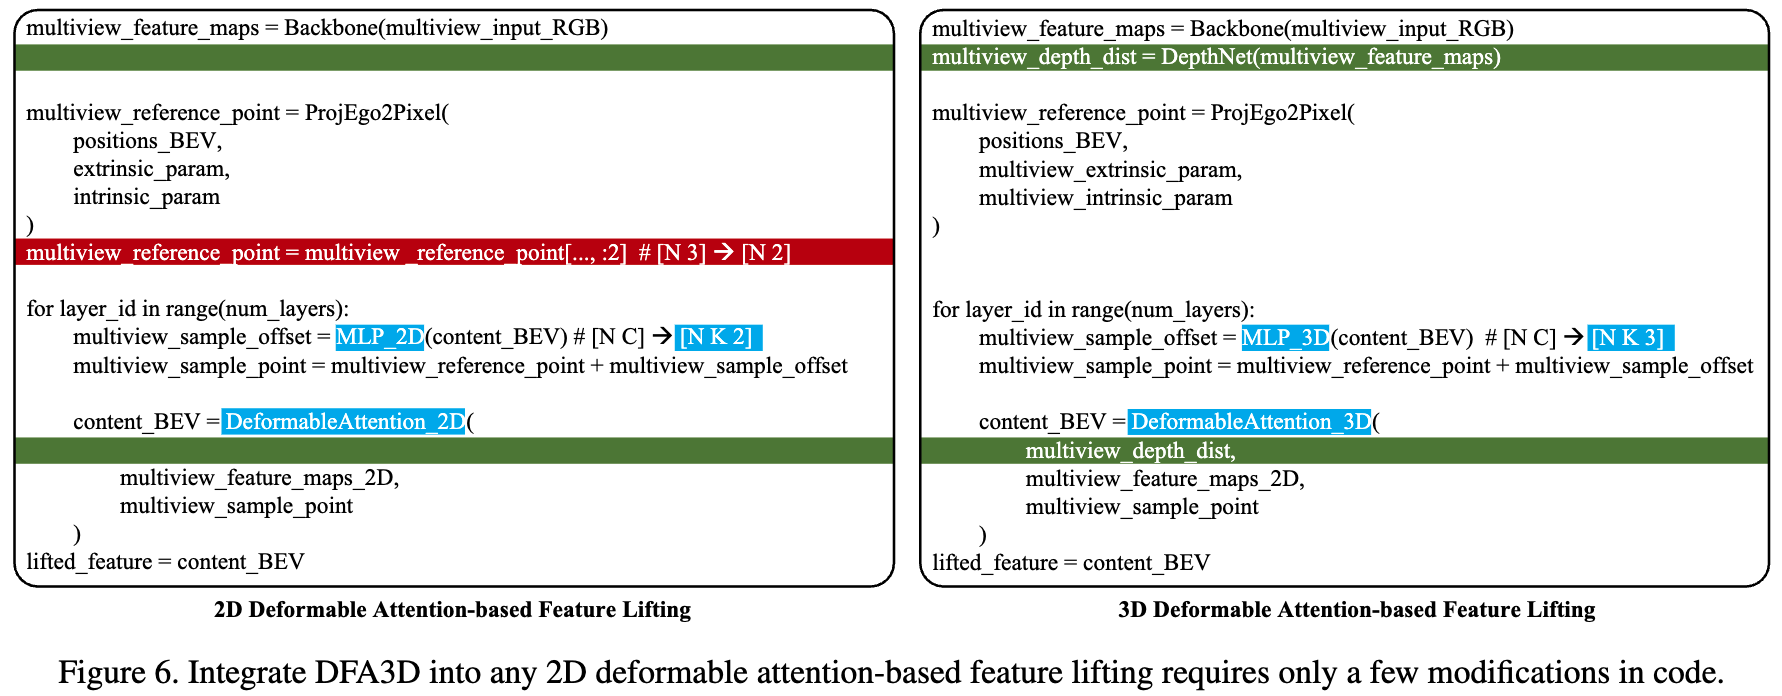 multiview_feature_maps = Backbone(multiview_input_RGB)
multiview_reference_point = ProjEgo2Pixel(
positions_BEV,
extrinsic_param,
intrinsic_param
)
multiview_reference_point = multiview _reference_point[..., :2] # [N 3] → [N 2]
for layer_id in range(num_layers):
multiview_sample_offset = MLP_2D(content_BEV) # [N C] → [N K 2]
multiview_sample_point = multiview_reference_point + multiview_sample_offset
content_BEV = DeformableAttention_2D(
multiview_feature_maps_2D,
multiview_sample_point
)
lifted_feature = content_BEV
2D Deformable Attention-based Feature Lifting
multiview_feature_maps = Backbone(multiview_input_RGB)
multiview_depth_dist = DepthNet(multiview_feature_maps)
multiview_reference_point = ProjEgo2Pixel(
positions_BEV,
multiview_extrinsic_param,
multiview_intrinsic_param
)
for layer_id in range(num_layers):
multiview_sample_offset = MLP_3D(content_BEV) # [N C] → [N K 3]
multiview_sample_point = multiview_reference_point + multiview_sample_offset
content_BEV = DeformableAttention_3D(
multiview_depth_dist,
multiview_feature_maps_2D,
multiview_sample_point
)
lifted_feature = content_BEV
3D Deformable Attention-based Feature Lifting
Figure 6. Integrate DFA3D into any 2D deformable attention-based feature lifting requires only a few modifications in code.